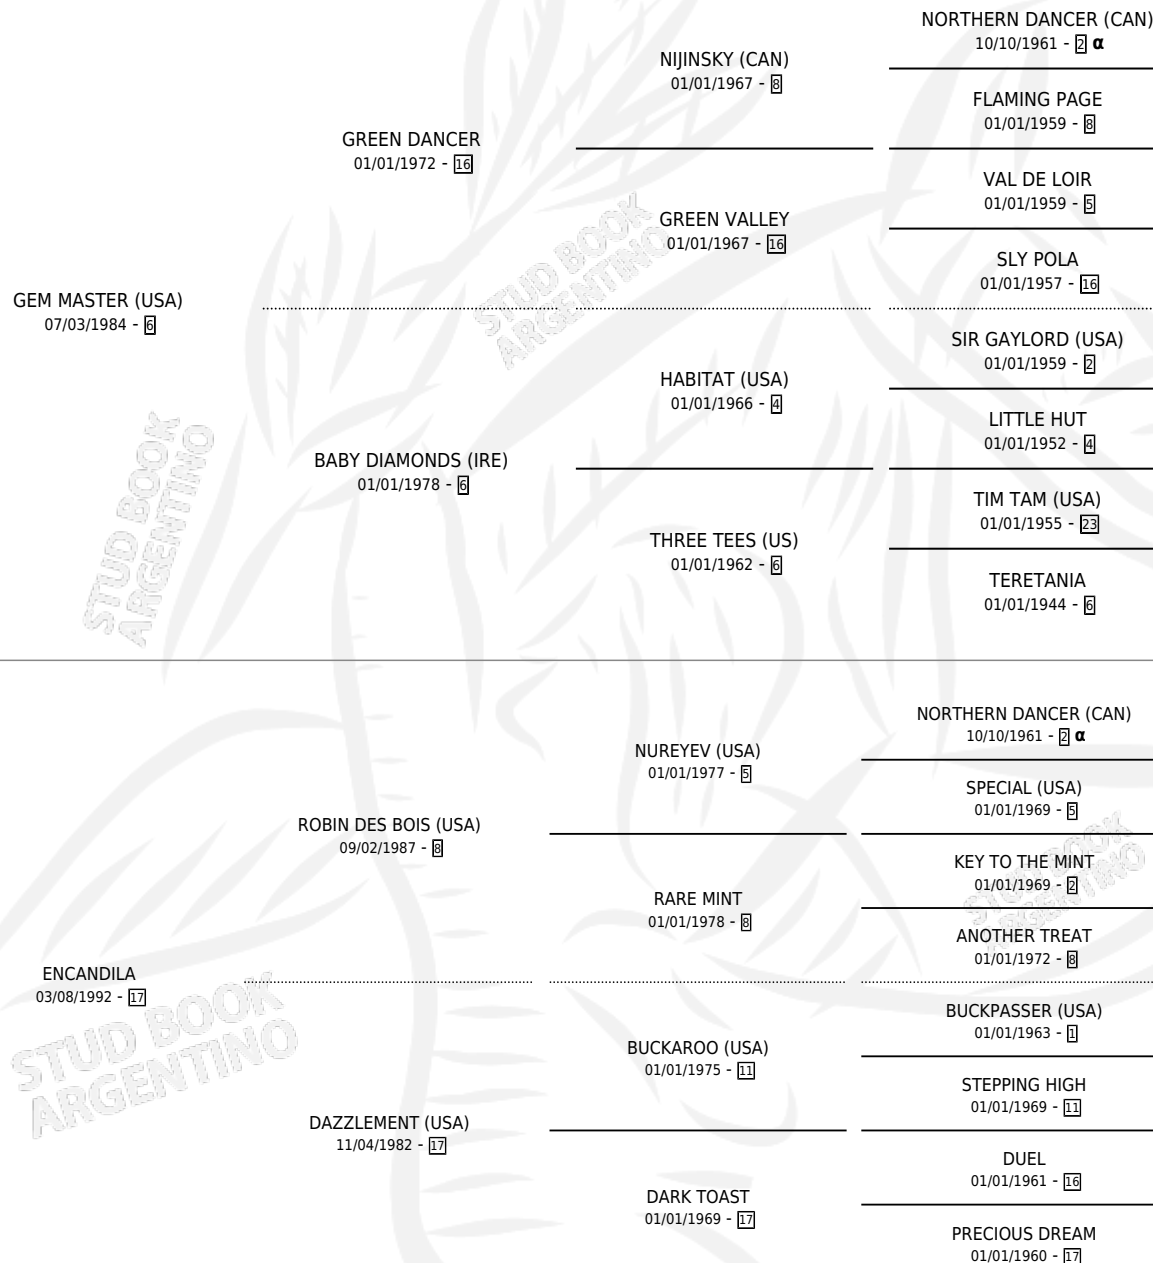 NORTHERN DANCER (CAN)
10/10/1961 - 2 α
NIJINSKY (CAN)
01/01/1967 - 8
FLAMING PAGE
01/01/1959 - 8
GREEN DANCER
01/01/1972 - 16
VAL DE LOIR
01/01/1959 - 5
GREEN VALLEY
01/01/1967 - 16
SLY POLA
01/01/1957 - 16
GEM MASTER (USA)
07/03/1984 - 6
SIR GAYLORD (USA)
01/01/1959 - 2
HABITAT (USA)
01/01/1966 - 4
LITTLE HUT
01/01/1952 - 4
BABY DIAMONDS (IRE)
01/01/1978 - 6
TIM TAM (USA)
01/01/1955 - 23
THREE TEES (US)
01/01/1962 - 6
TERETANIA
01/01/1944 - 6
NORTHERN DANCER (CAN)
10/10/1961 - 2 α
NUREYEV (USA)
01/01/1977 - 5
SPECIAL (USA)
01/01/1969 - 5
ROBIN DES BOIS (USA)
09/02/1987 - 8
KEY TO THE MINT
01/01/1969 - 2
RARE MINT
01/01/1978 - 8
ANOTHER TREAT
01/01/1972 - 8
ENCANDILA
03/08/1992 - 17
BUCKPASSER (USA)
01/01/1963 - 1
BUCKAROO (USA)
01/01/1975 - 11
STEPPING HIGH
01/01/1969 - 11
DAZZLEMENT (USA)
11/04/1982 - 17
DUEL
01/01/1961 - 16
DARK TOAST
01/01/1969 - 17
PRECIOUS DREAM
01/01/1960 - 17
STUD BOOK
ARGENTINO
STUD BOOK
ARGENTINO
STUD BOOK
ARGENTINO
STUD BOOK
ARGENTINO